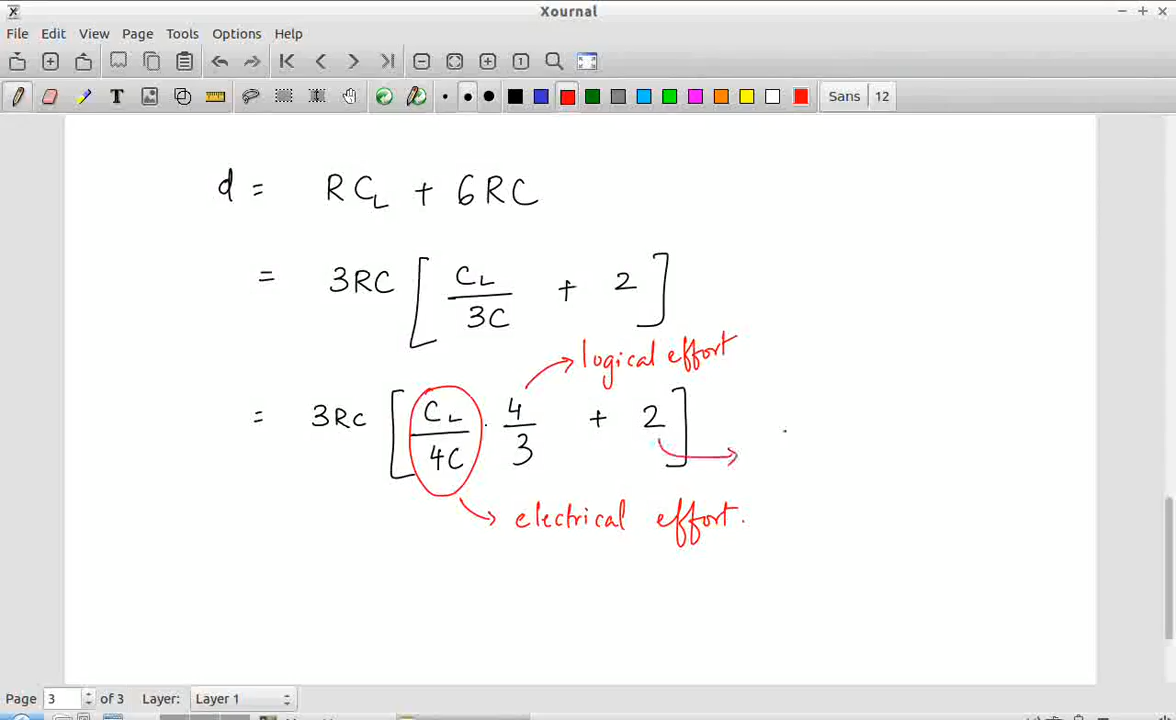 Xournal
File Edit View Page Tools Options Help
Sans 12
d = RC_L + 6RC
= 3RC [ C_L / 3C + 2 ]
logical effort
= 3RC [ C_L / 4C . 4 / 3 + 2 ]
electrical effort.
Page 3 of 3 Layer: Layer 1